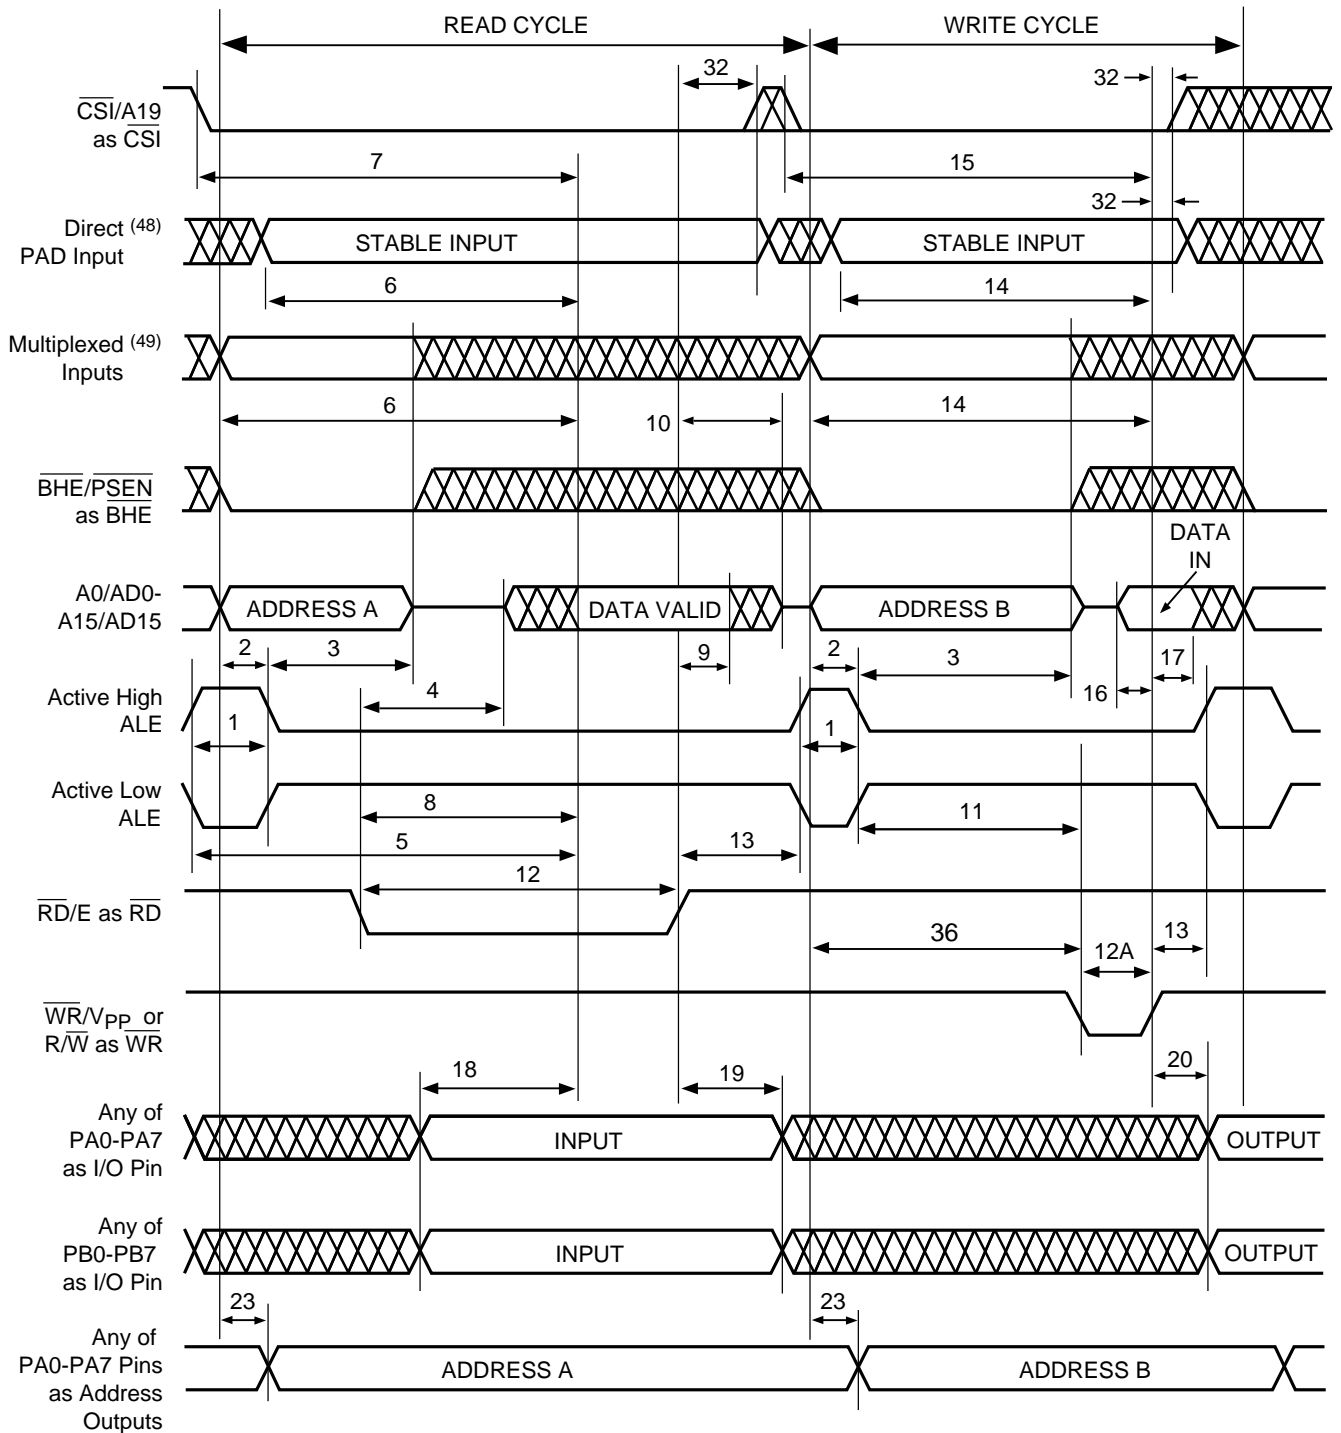 READ CYCLE
WRITE CYCLE
32
32
CSI/A19
as CSI
7
15
32
Direct (48)
PAD Input
STABLE INPUT
STABLE INPUT
6
14
Multiplexed (49)
Inputs
6
10
14
BHE/PSEN
as BHE
DATA
IN
A0/AD0-
A15/AD15
ADDRESS A
DATA VALID
ADDRESS B
2
3
9
2
3
17
4
16
Active High
ALE
1
1
Active Low
ALE
8
11
5
13
12
RD/E as RD
36
12A
13
WR/VPP or
R/W as WR
18
19
20
Any of
PA0-PA7
as I/O Pin
INPUT
OUTPUT
Any of
PB0-PB7
as I/O Pin
INPUT
OUTPUT
23
23
Any of
PA0-PA7 Pins
as Address
Outputs
ADDRESS A
ADDRESS B